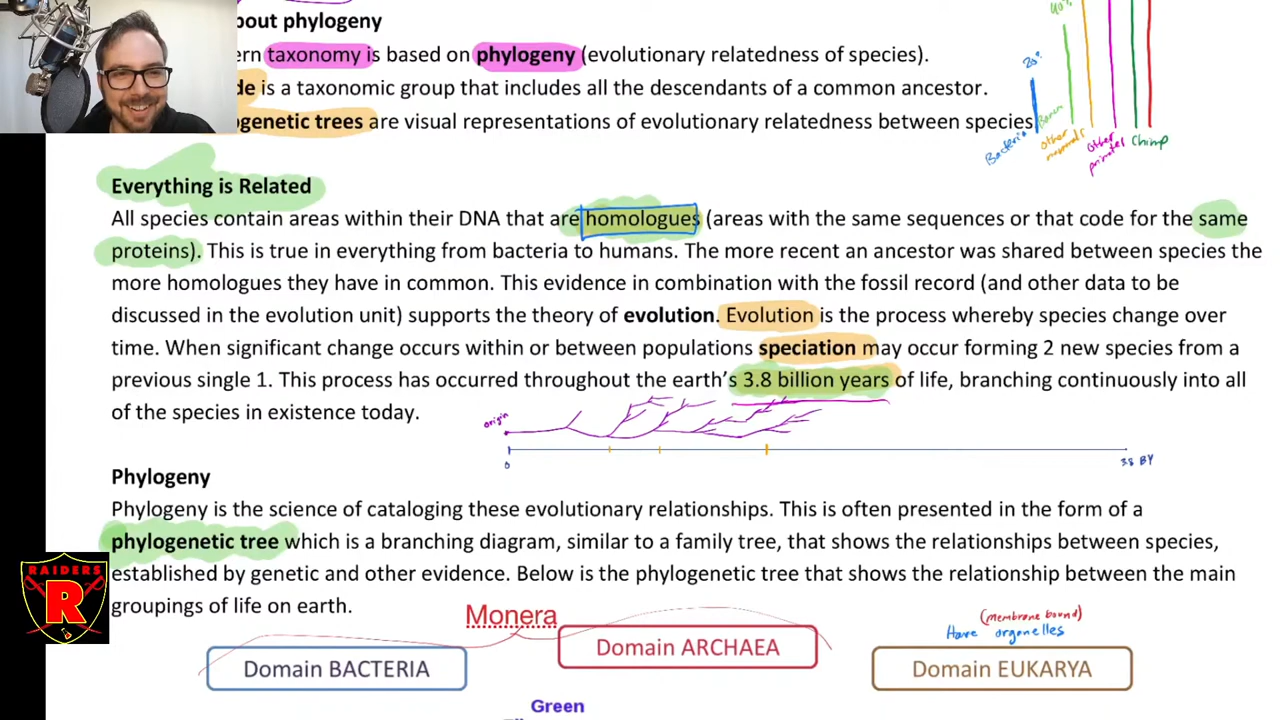 bout phylogeny
ern taxonomy is based on phylogeny (evolutionary relatedness of species).
de is a taxonomic group that includes all the descendants of a common ancestor.
genetic trees are visual representations of evolutionary relatedness between species
20%
Bacteria
Other mammals
Other primates
Chimp
Everything is Related
All species contain areas within their DNA that are homologues (areas with the same sequences or that code for the same
proteins). This is true in everything from bacteria to humans. The more recent an ancestor was shared between species the
more homologues they have in common. This evidence in combination with the fossil record (and other data to be
discussed in the evolution unit) supports the theory of evolution. Evolution is the process whereby species change over
time. When significant change occurs within or between populations speciation may occur forming 2 new species from a
previous single 1. This process has occurred throughout the earth's 3.8 billion years of life, branching continuously into all
of the species in existence today.
origin
0
3.8 BY
Phylogeny
Phylogeny is the science of cataloging these evolutionary relationships. This is often presented in the form of a
phylogenetic tree which is a branching diagram, similar to a family tree, that shows the relationships between species,
established by genetic and other evidence. Below is the phylogenetic tree that shows the relationship between the main
groupings of life on earth.
RAIDERS
R
Monera
(membrane bound)
Have organelles
Domain BACTERIA
Domain ARCHAEA
Domain EUKARYA
Green